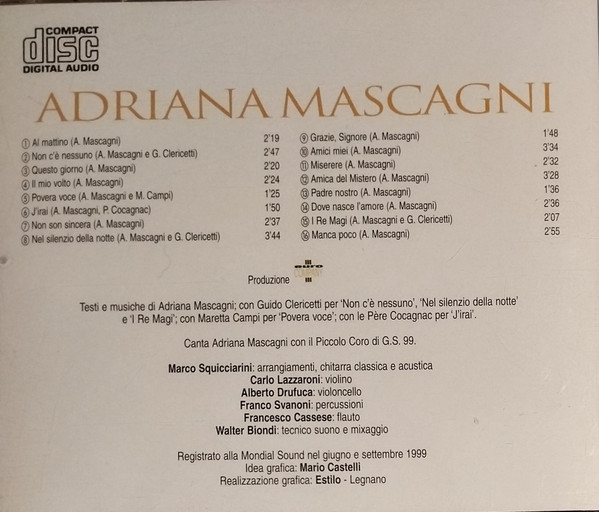 COMPACT
disc
DIGITAL AUDIO
ADRIANA MASCAGNI
① Al mattino (A. Mascagni) 2'19
② Non c'è nessuno (A. Mascagni e G. Clericetti) 2'47
③ Questo giorno (A. Mascagni) 2'20
④ Il mio volto (A. Mascagni) 2'24
⑤ Povera voce (A. Mascagni e M. Campi) 1'25
⑥ J'irai (A. Mascagni, P. Cocagnac) 1'50
⑦ Non son sincera (A. Mascagni) 2'37
⑧ Nel silenzio della notte (A. Mascagni e G. Clericetti) 3'44
⑨ Grazie, Signore (A. Mascagni) 1'48
⑩ Amici miei (A. Mascagni) 3'34
⑪ Miserere (A. Mascagni) 2'32
⑫ Amica del Mistero (A. Mascagni) 3'28
⑬ Padre nostro (A. Mascagni) 1'36
⑭ Dove nasce l'amore (A. Mascagni) 2'36
⑮ I Re Magi (A. Mascagni e G. Clericetti) 2'07
⑯ Manca poco (A. Mascagni) 2'55
Produzione euro
Testi e musiche di Adriana Mascagni; con Guido Clericetti per 'Non c'è nessuno', 'Nel silenzio della notte'
e 'I Re Magi'; con Maretta Campi per 'Povera voce'; con le Père Cocagnac per 'J'irai'.
Canta Adriana Mascagni con il Piccolo Coro di G.S. 99.
Marco Squicciarini: arrangiamenti, chitarra classica e acustica
Carlo Lazzaroni: violino
Alberto Drufuca: violoncello
Franco Svanoni: percussioni
Francesco Cassese: flauto
Walter Biondi: tecnico suono e mixaggio
Registrato alla Mondial Sound nel giugno e settembre 1999
Idea grafica: Mario Castelli
Realizzazione grafica: Estilo - Legnano